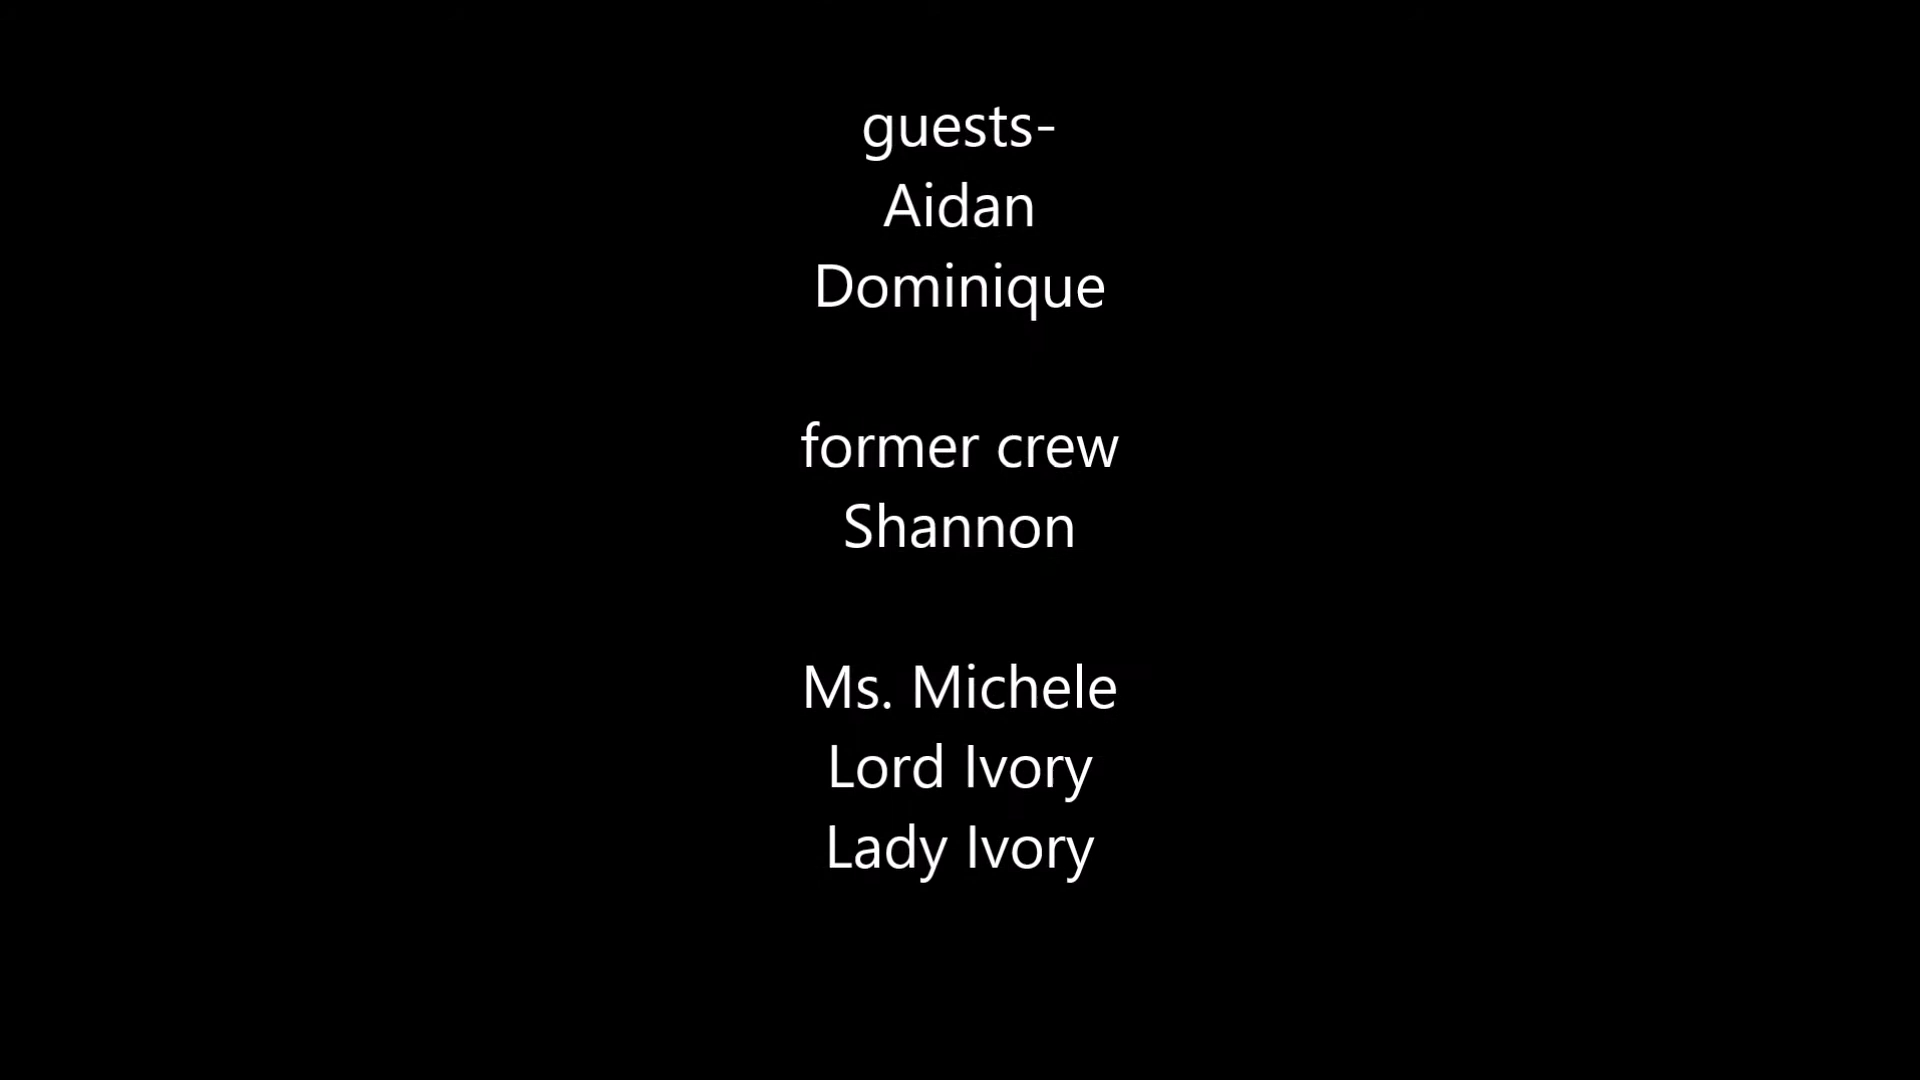 guests-
Aidan
Dominique
former crew
Shannon
Ms. Michele
Lord Ivory
Lady Ivory